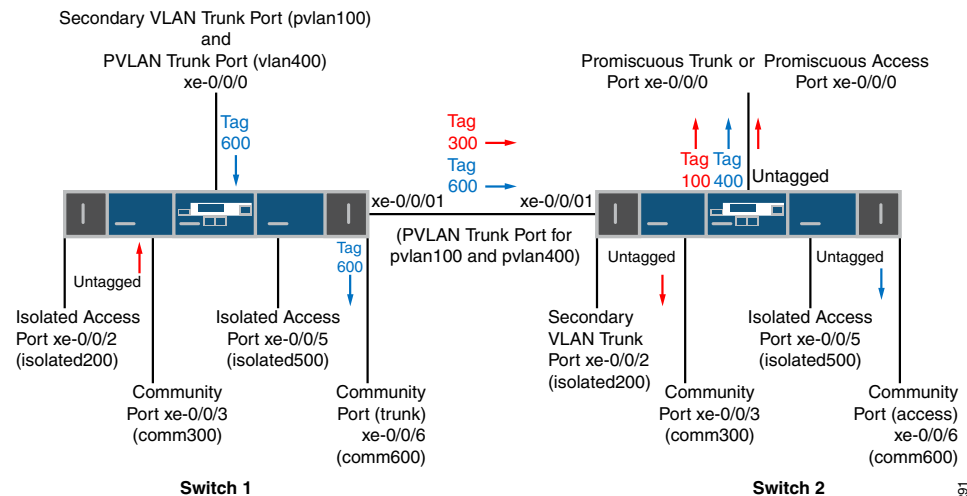 Secondary VLAN Trunk Port (pvlan100)
and
PVLAN Trunk Port (vlan400)
xe-0/0/0
Promiscuous Trunk or
Port xe-0/0/0
Promiscuous Access
Port xe-0/0/0
Tag
600
Tag
300
Tag
600
Tag
100
Tag
400
Untagged
xe-0/0/01
xe-0/0/01
(PVLAN Trunk Port for
pvlan100 and pvlan400)
Untagged
Tag
600
Untagged
Untagged
Isolated Access
Port xe-0/0/2
(isolated200)
Isolated Access
Port xe-0/0/5
(isolated500)
Secondary
VLAN Trunk
Port xe-0/0/2
(isolated200)
Isolated Access
Port xe-0/0/5
(isolated500)
Community
Port xe-0/0/3
(comm300)
Community
Port (trunk)
xe-0/0/6
(comm600)
Community
Port xe-0/0/3
(comm300)
Community
Port (access)
xe-0/0/6
(comm600)
Switch 1
Switch 2